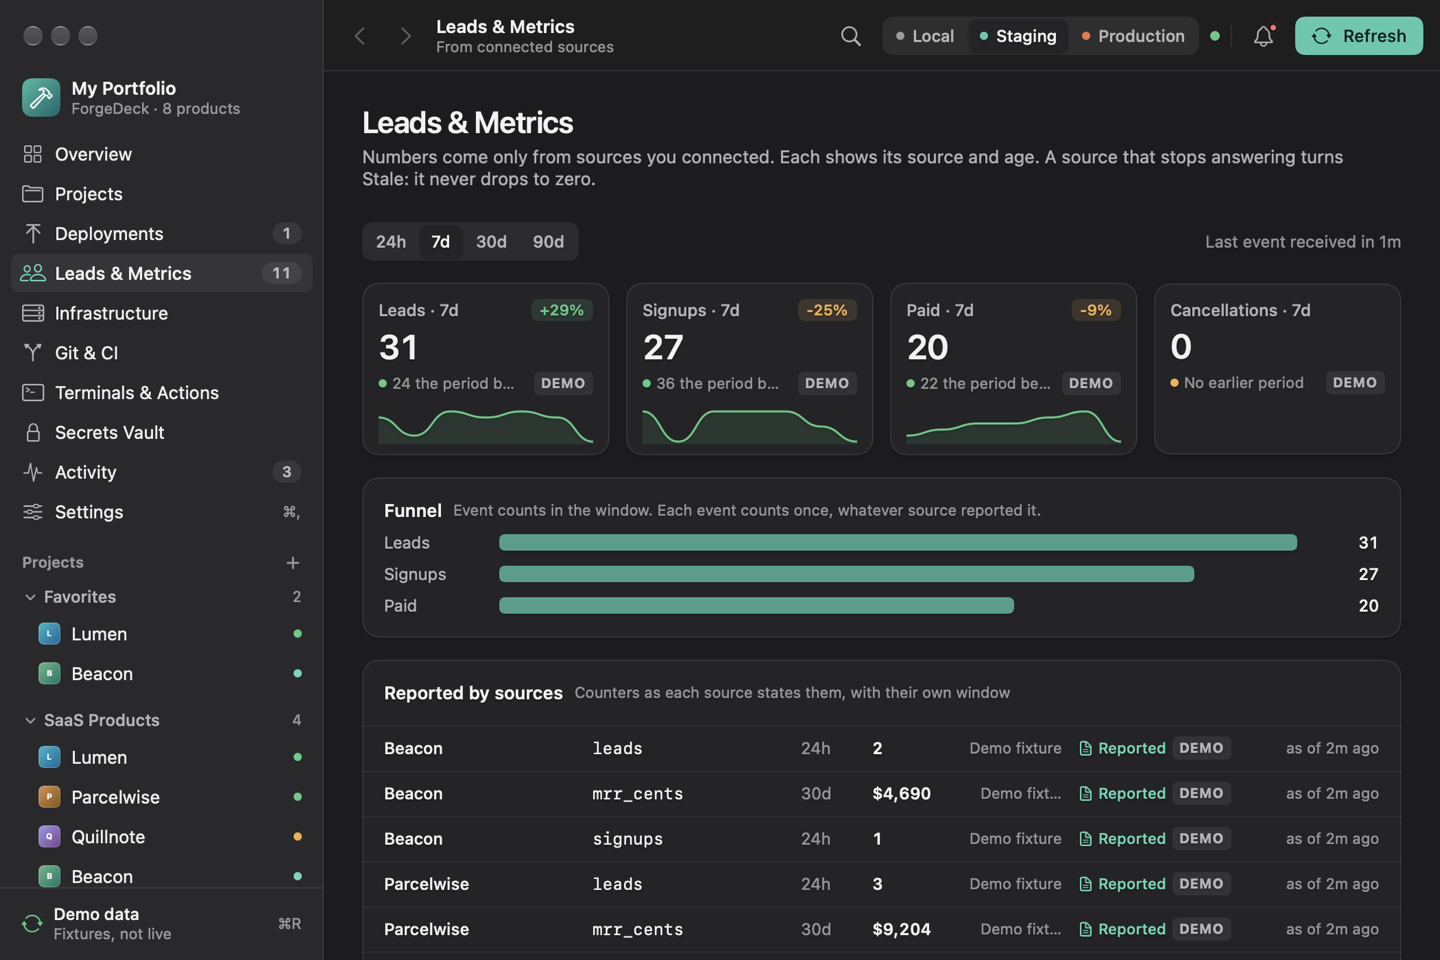 My Portfolio
ForgeDeck · 8 products
Overview
Projects
Deployments 1
Leads & Metrics 11
Infrastructure
Git & CI
Terminals & Actions
Secrets Vault
Activity 3
Settings ⌘,
Projects +
Favorites 2
L Lumen
B Beacon
SaaS Products 4
L Lumen
P Parcelwise
Q Quillnote
B Beacon
Demo data ⌘R
Fixtures, not live
Leads & Metrics
From connected sources
Local Staging Production
Refresh
Leads & Metrics
Numbers come only from sources you connected. Each shows its source and age. A source that stops answering turns
Stale: it never drops to zero.
24h 7d 30d 90d
Last event received in 1m
Leads · 7d +29%
31
24 the period b... DEMO
Signups · 7d -25%
27
36 the period b... DEMO
Paid · 7d -9%
20
22 the period be... DEMO
Cancellations · 7d
0
No earlier period DEMO
Funnel Event counts in the window. Each event counts once, whatever source reported it.
Leads 31
Signups 27
Paid 20
Reported by sources Counters as each source states them, with their own window
Beacon leads 24h 2 Demo fixture Reported DEMO as of 2m ago
Beacon mrr_cents 30d $4,690 Demo fixt... Reported DEMO as of 2m ago
Beacon signups 24h 1 Demo fixture Reported DEMO as of 2m ago
Parcelwise leads 24h 3 Demo fixture Reported DEMO as of 2m ago
Parcelwise mrr_cents 30d $9,204 Demo fixt... Reported DEMO as of 2m ago